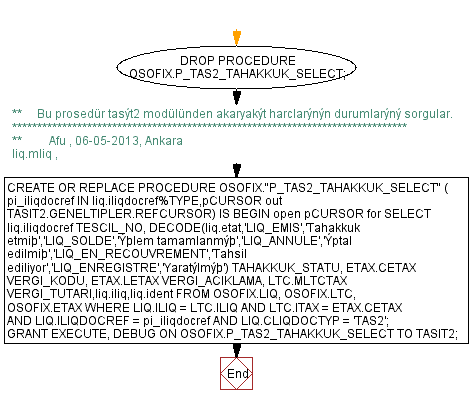 DROP PROCEDURE
OSOFIX.P_TAS2_TAHAKKUK_SELECT;
** Bu prosedür tasýt2 modülünden akaryakýt harclarýnýn durumlarýný sorgular.
*******************************************************************************
** Afu , 06-05-2013, Ankara
liq.mliq ,
CREATE OR REPLACE PROCEDURE OSOFIX."P_TAS2_TAHAKKUK_SELECT" (
pi_iliqdocref IN liq.iliqdocref%TYPE,pCURSOR out
TASIT2.GENELTIPLER.REFCURSOR) IS BEGIN open pCURSOR for SELECT
liq.iliqdocref TESCIL_NO, DECODE(liq.etat,'LIQ_EMIS','Tahakkuk
etmiþ','LIQ_SOLDE','Ýþlem tamamlanmýþ','LIQ_ANNULE','Ýptal
edilmiþ','LIQ_EN_RECOUVREMENT','Tahsil
ediliyor','LIQ_ENREGISTRE','Yaratýlmýþ') TAHAKKUK_STATU, ETAX.CETAX
VERGI_KODU, ETAX.LETAX VERGI_ACIKLAMA, LTC.MLTCTAX
VERGI_TUTARI,liq.iliq,liq.ident FROM OSOFIX.LIQ, OSOFIX.LTC,
OSOFIX.ETAX WHERE LIQ.ILIQ = LTC.ILIQ AND LTC.ITAX = ETAX.CETAX
AND LIQ.ILIQDOCREF = pi_iliqdocref AND LIQ.CLIQDOCTYP = 'TAS2';
GRANT EXECUTE, DEBUG ON OSOFIX.P_TAS2_TAHAKKUK_SELECT TO TASIT2;
End